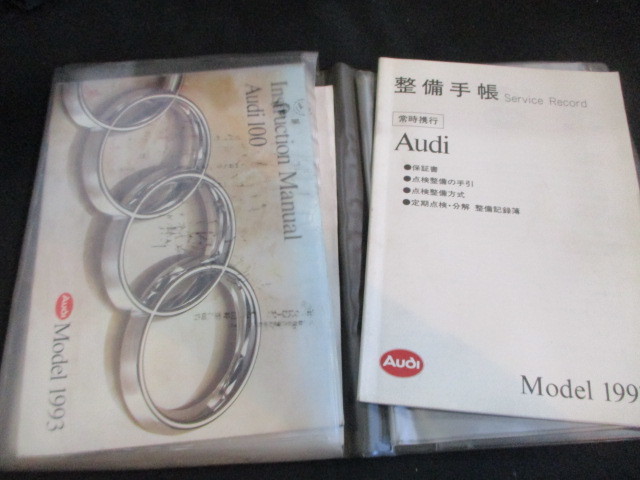 Instruction Manual
Audi 100
Audi
Model 1993
整備手帳 Service Record
常時携行
Audi
●保証書
●点検整備の手引
●点検整備方式
●定期点検・分解 整備記録簿
Audi
Model 199